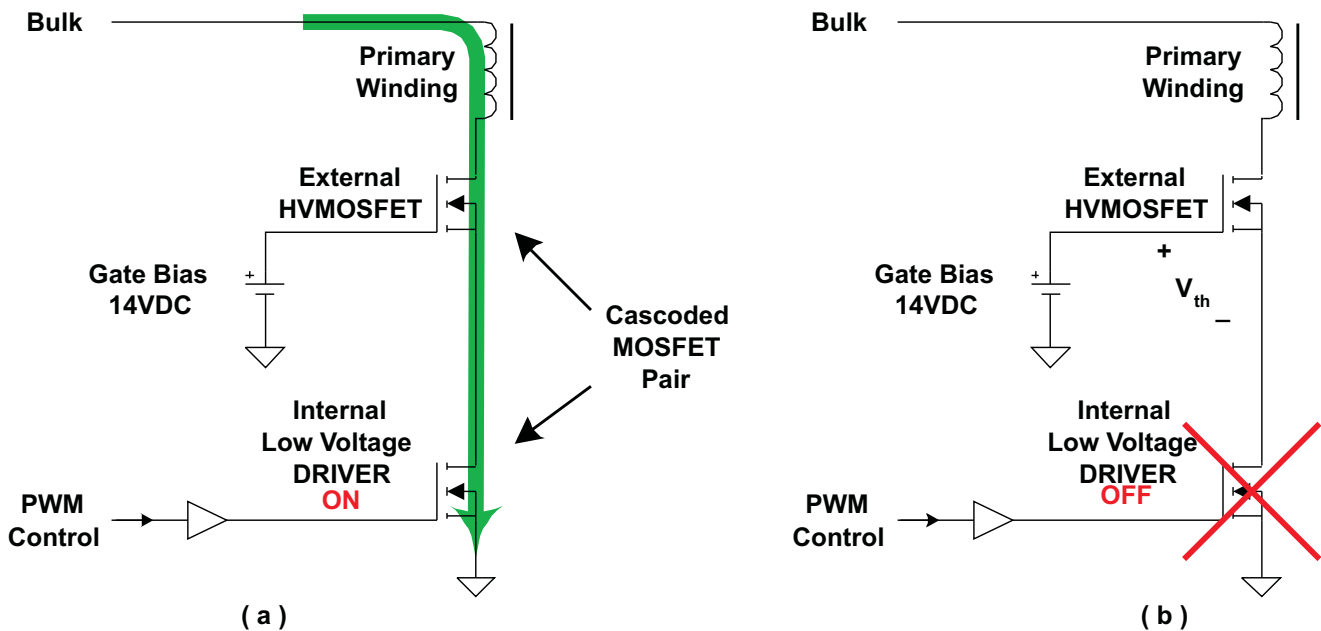 Bulk
Primary
Winding
External
HVMOSFET
+
Gate Bias
14VDC
Cascoded
MOSFET
Pair
Internal
Low Voltage
DRIVER
ON
PWM
Control
( a )
Bulk
Primary
Winding
External
HVMOSFET
+
Gate Bias
14VDC
+
Vth
–
Internal
Low Voltage
DRIVER
OFF
PWM
Control
( b )